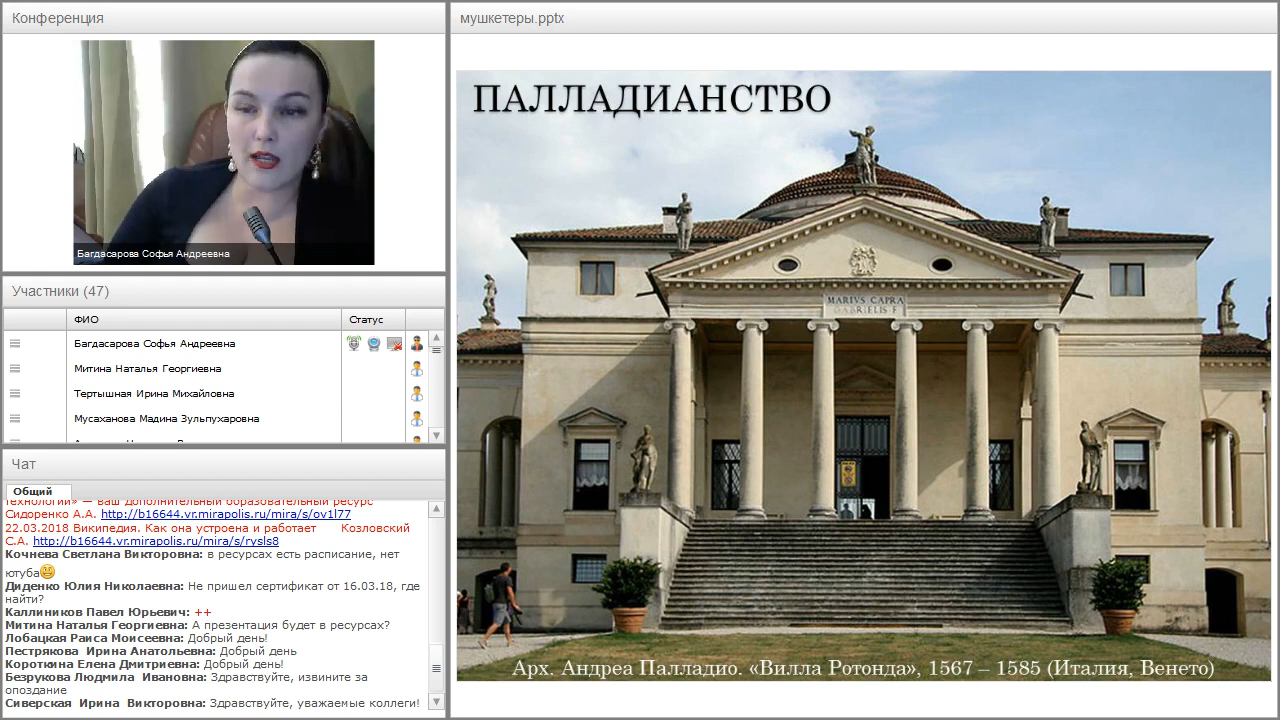 Конференция
Багдасарова Софья Андреевна
Участники (47)
ФИО
Статус
Багдасарова Софья Андреевна
Митина Наталья Георгиевна
Тертышная Ирина Михайловна
Мусаханова Медина Зульпухаровна
Чат
Общий
технологии» — ваш дополнительный образовательный ресурс
Сидоренко А.А. http://b16644.vr.mirapolis.ru/mira/s/ov1l77
22.03.2018 Википедия. Как она устроена и работает Козловский
С.А. http://b16644.vr.mirapolis.ru/mira/s/rvsls8
Кочнева Светлана Викторовна: в ресурсах есть расписание, нет
ютуба
Диденко Юлия Николаевна: Не пришел сертификат от 16.03.18, где
найти?
Каллиников Павел Юрьевич: ++
Митина Наталья Георгиевна: А презентация будет в ресурсах?
Лобацкая Раиса Моисеевна: Добрый день!
Пестрякова Ирина Анатольевна: Добрый день
Короткина Елена Дмитриевна: Добрый день!
Безрукова Людмила Ивановна: Здравствуйте, извините за
опоздание
Сиверская Ирина Викторовна: Здравствуйте, уважаемые коллеги!
мушкетеры.pptx
ПАЛЛАДИАНСТВО
MARIVS CAPRA
GABRIELIS F
Арх. Андреа Палладио. «Вилла Ротонда», 1567 – 1585 (Италия, Венето)